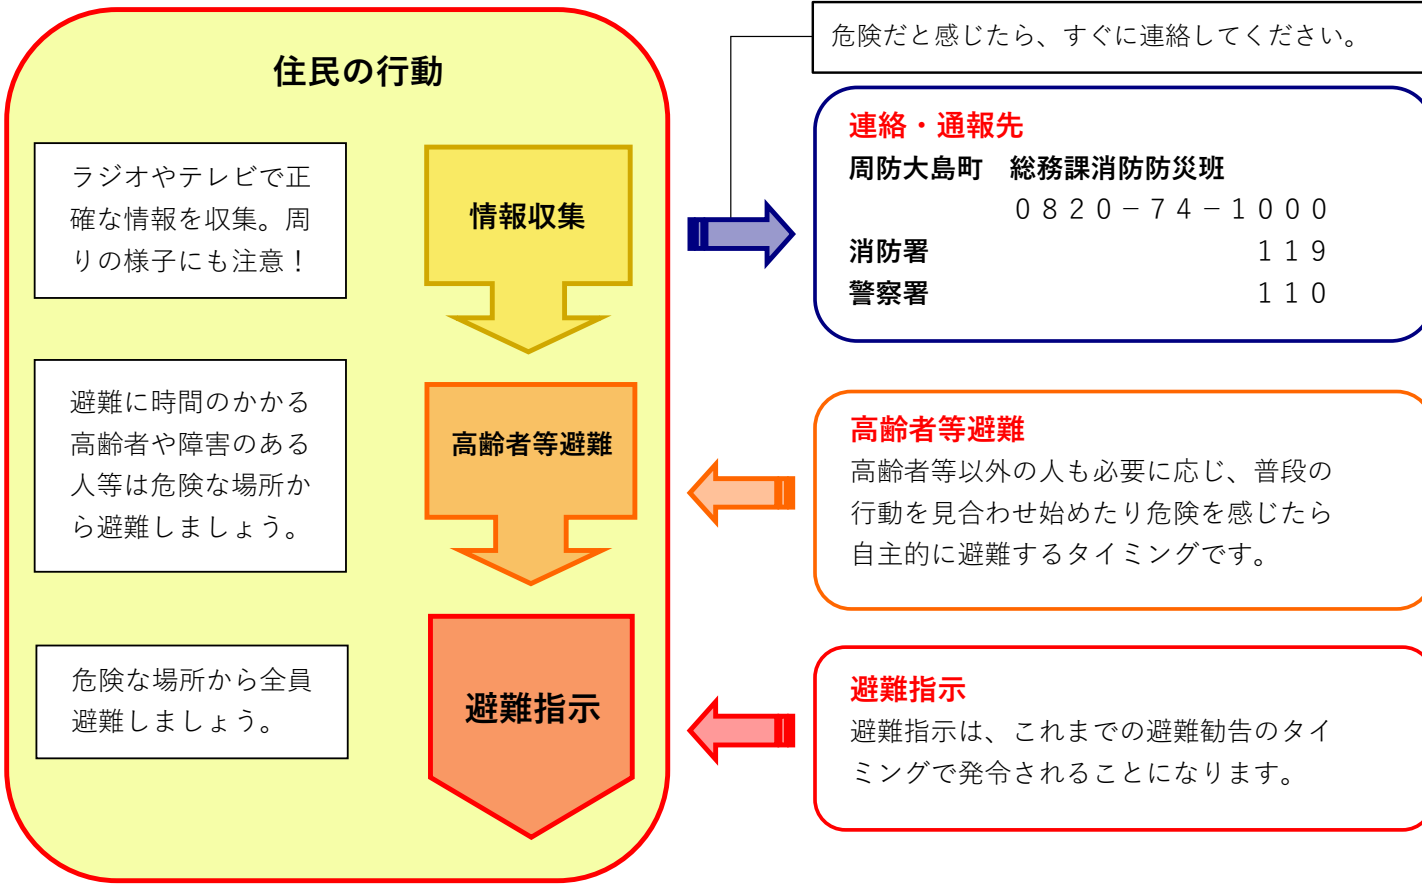 住民の行動
ラジオやテレビで正
確な情報を収集。周
りの様子にも注意！
情報収集
危険だと感じたら、すぐに連絡してください。
連絡・通報先
周防大島町　総務課消防防災班
０８２０－７４－１０００
消防署　１１９
警察署　１１０
避難に時間のかかる
高齢者や障害のある
人等は危険な場所か
ら避難しましょう。
高齢者等避難
高齢者等避難
高齢者等以外の人も必要に応じ、普段の
行動を見合わせ始めたり危険を感じたら
自主的に避難するタイミングです。
危険な場所から全員
避難しましょう。
避難指示
避難指示
避難指示は、これまでの避難勧告のタイ
ミングで発令されることになります。